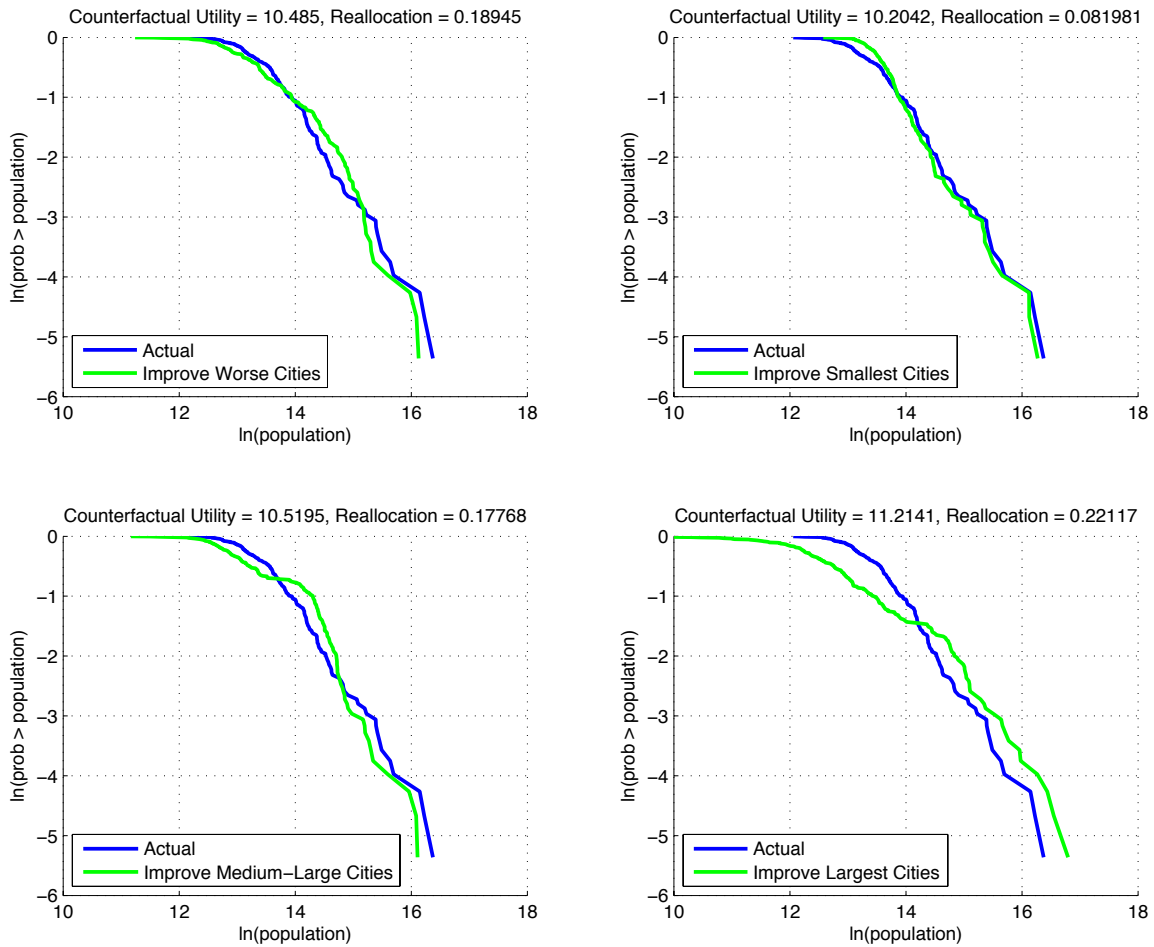 Counterfactual Utility = 10.485, Reallocation = 0.18945
0
−1
−2
−3
−4
−5
−6
ln(prob > population)
Actual
Improve Worse Cities
10 12 14 16 18
ln(population)
Counterfactual Utility = 10.2042, Reallocation = 0.081981
0
−1
−2
−3
−4
−5
−6
ln(prob > population)
Actual
Improve Smallest Cities
10 12 14 16 18
ln(population)
Counterfactual Utility = 10.5195, Reallocation = 0.17768
0
−1
−2
−3
−4
−5
−6
ln(prob > population)
Actual
Improve Medium−Large Cities
10 12 14 16 18
ln(population)
Counterfactual Utility = 11.2141, Reallocation = 0.22117
0
−1
−2
−3
−4
−5
−6
ln(prob > population)
Actual
Improve Largest Cities
10 12 14 16 18
ln(population)